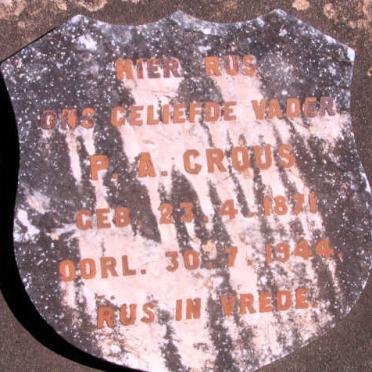 HIER RUS
ONS GELIEFDE VADER
P. A. CROUS
GEB. 23. 4. 1871
OORL. 30. 7. 1944.
RUS IN VREDE.